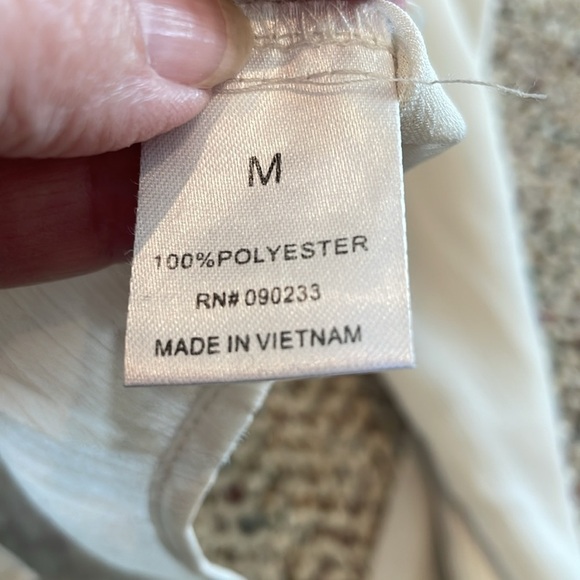 M
100%POLYESTER
RN# 090233
MADE IN VIETNAM